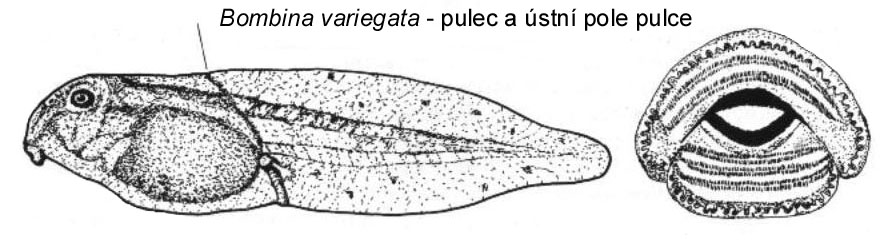 Bombina variegata - pulec a ústní pole pulce